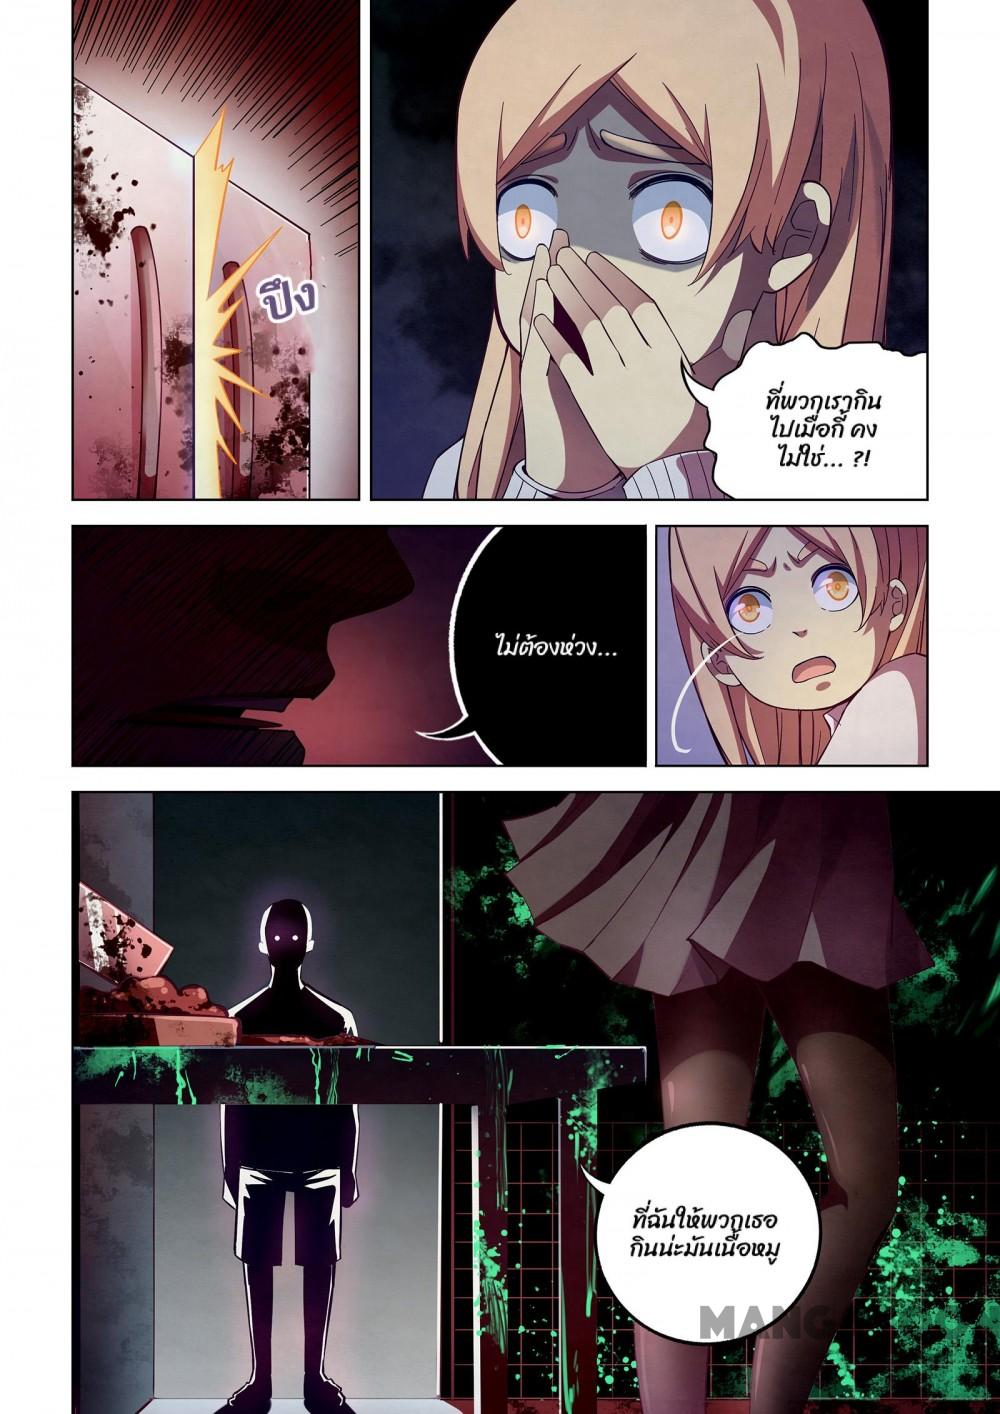 ปึง
ที่พวกเรากิน
ไปเมื่อกี้ คง
ไม่ใช่... ?!
ไม่ต้องห่วง...
ที่ฉันให้พวกเธอ
กินน่ะมันเนื้อหมู